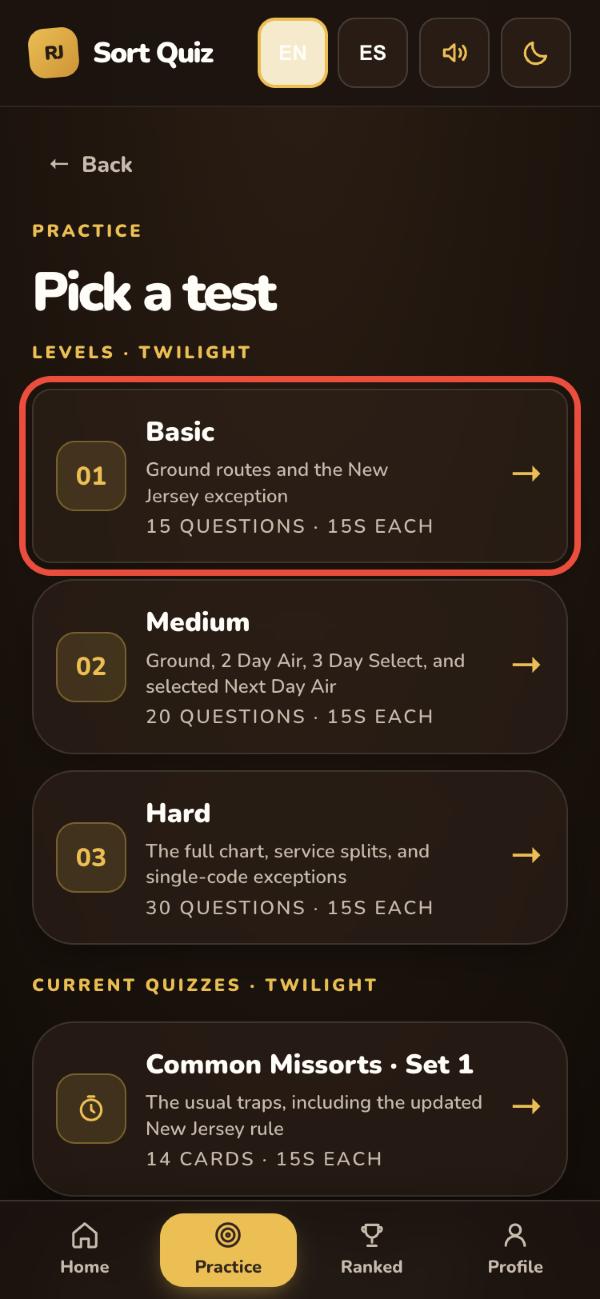 RJ Sort Quiz EN ES
← Back
PRACTICE
Pick a test
LEVELS · TWILIGHT
01
Basic
Ground routes and the New
Jersey exception
15 QUESTIONS · 15S EACH
→
02
Medium
Ground, 2 Day Air, 3 Day Select, and
selected Next Day Air
20 QUESTIONS · 15S EACH
→
03
Hard
The full chart, service splits, and
single-code exceptions
30 QUESTIONS · 15S EACH
→
CURRENT QUIZZES · TWILIGHT
Common Missorts · Set 1
The usual traps, including the updated
New Jersey rule
14 CARDS · 15S EACH
→
Home Practice Ranked Profile